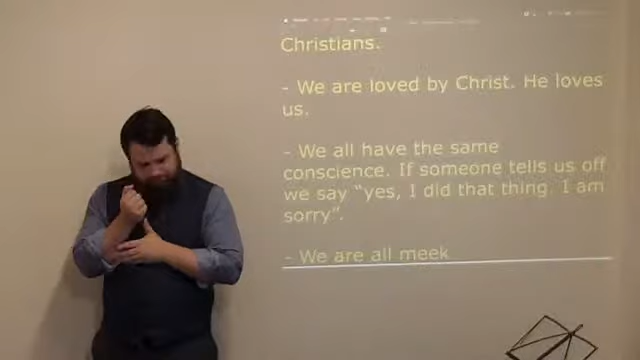 Christians.
- We are loved by Christ. He loves
us.
- We all have the same
conscience. If someone tells us off
we say "yes, I did that thing. I am
sorry".
- We are all meek